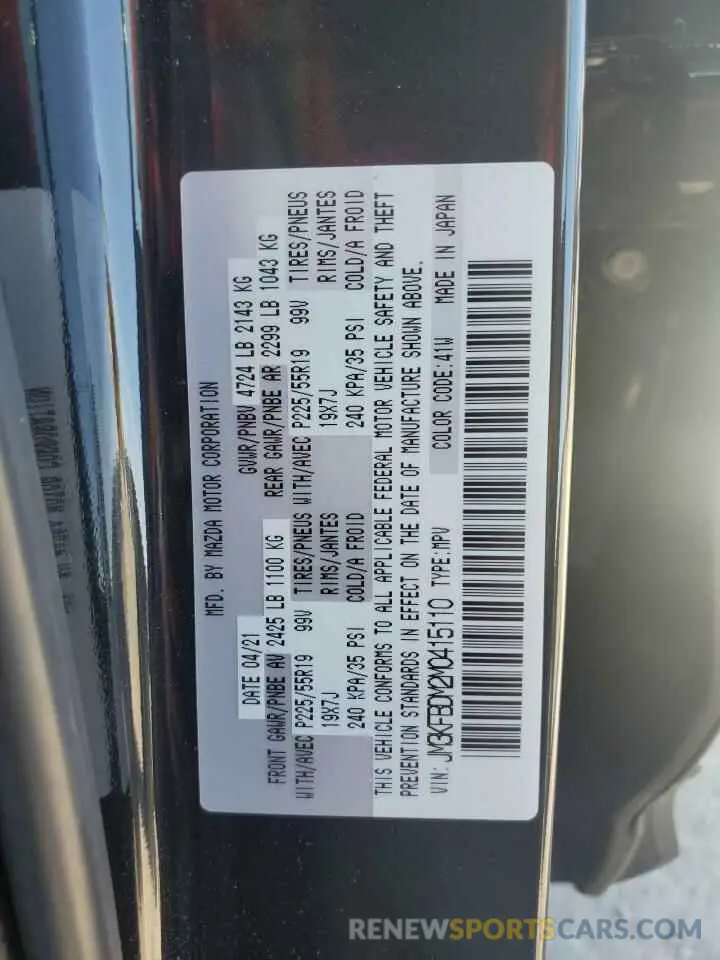 MFD. BY MAZDA MOTOR CORPORATION
DATE 04/21 GVWR/PNBV 4724 LB 2143 KG
FRONT GAWR/PNBE AV 2425 LB 1100 KG REAR GAWR/PNBE AR 2299 LB 1043 KG
WITH/AVEC P225/55R19 99V TIRES/PNEUS WITH/AVEC P225/55R19 99V TIRES/PNEUS
19X7J RIMS/JANTES 19X7J RIMS/JANTES
240 KPA/35 PSI COLD/A FROID 240 KPA/35 PSI COLD/A FROID
THIS VEHICLE CONFORMS TO ALL APPLICABLE FEDERAL MOTOR VEHICLE SAFETY AND THEFT
PREVENTION STANDARDS IN EFFECT ON THE DATE OF MANUFACTURE SHOWN ABOVE.
VIN: JM3KFBDM2M0415110 TYPE:MPV COLOR CODE:41W MADE IN JAPAN
RENEWSPORTSCARS.COM